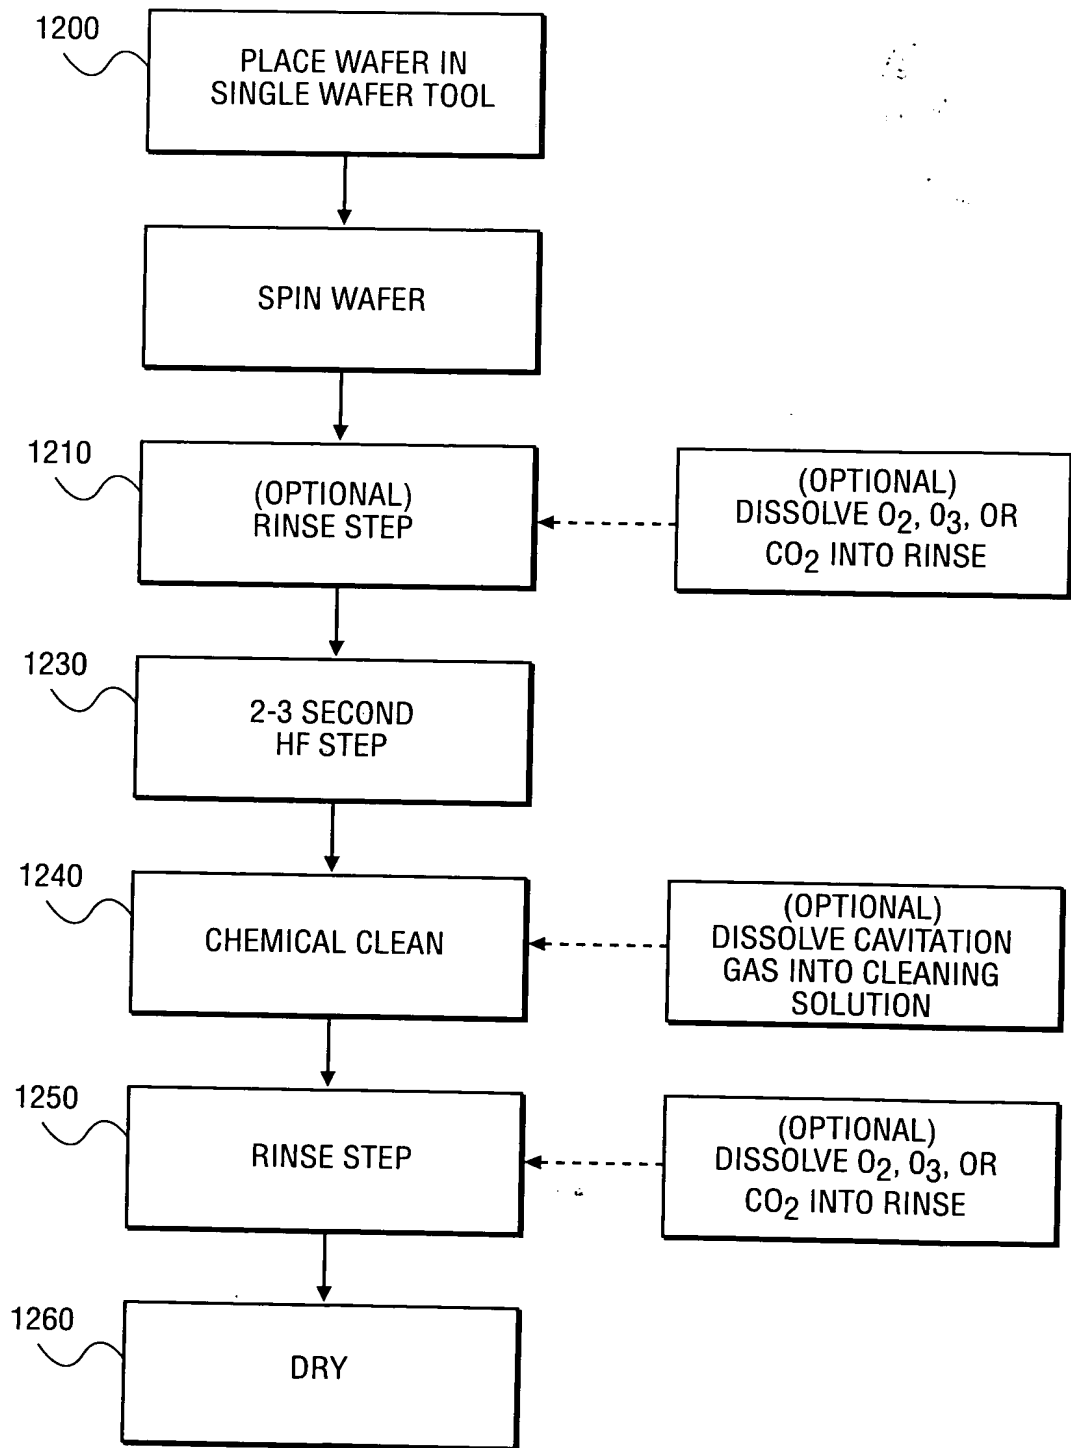 1200
PLACE WAFER IN
SINGLE WAFER TOOL
SPIN WAFER
1210
(OPTIONAL)
RINSE STEP
(OPTIONAL)
DISSOLVE O2, O3, OR
CO2 INTO RINSE
1230
2-3 SECOND
HF STEP
1240
CHEMICAL CLEAN
(OPTIONAL)
DISSOLVE CAVITATION
GAS INTO CLEANING
SOLUTION
1250
RINSE STEP
(OPTIONAL)
DISSOLVE O2, O3, OR
CO2 INTO RINSE
1260
DRY